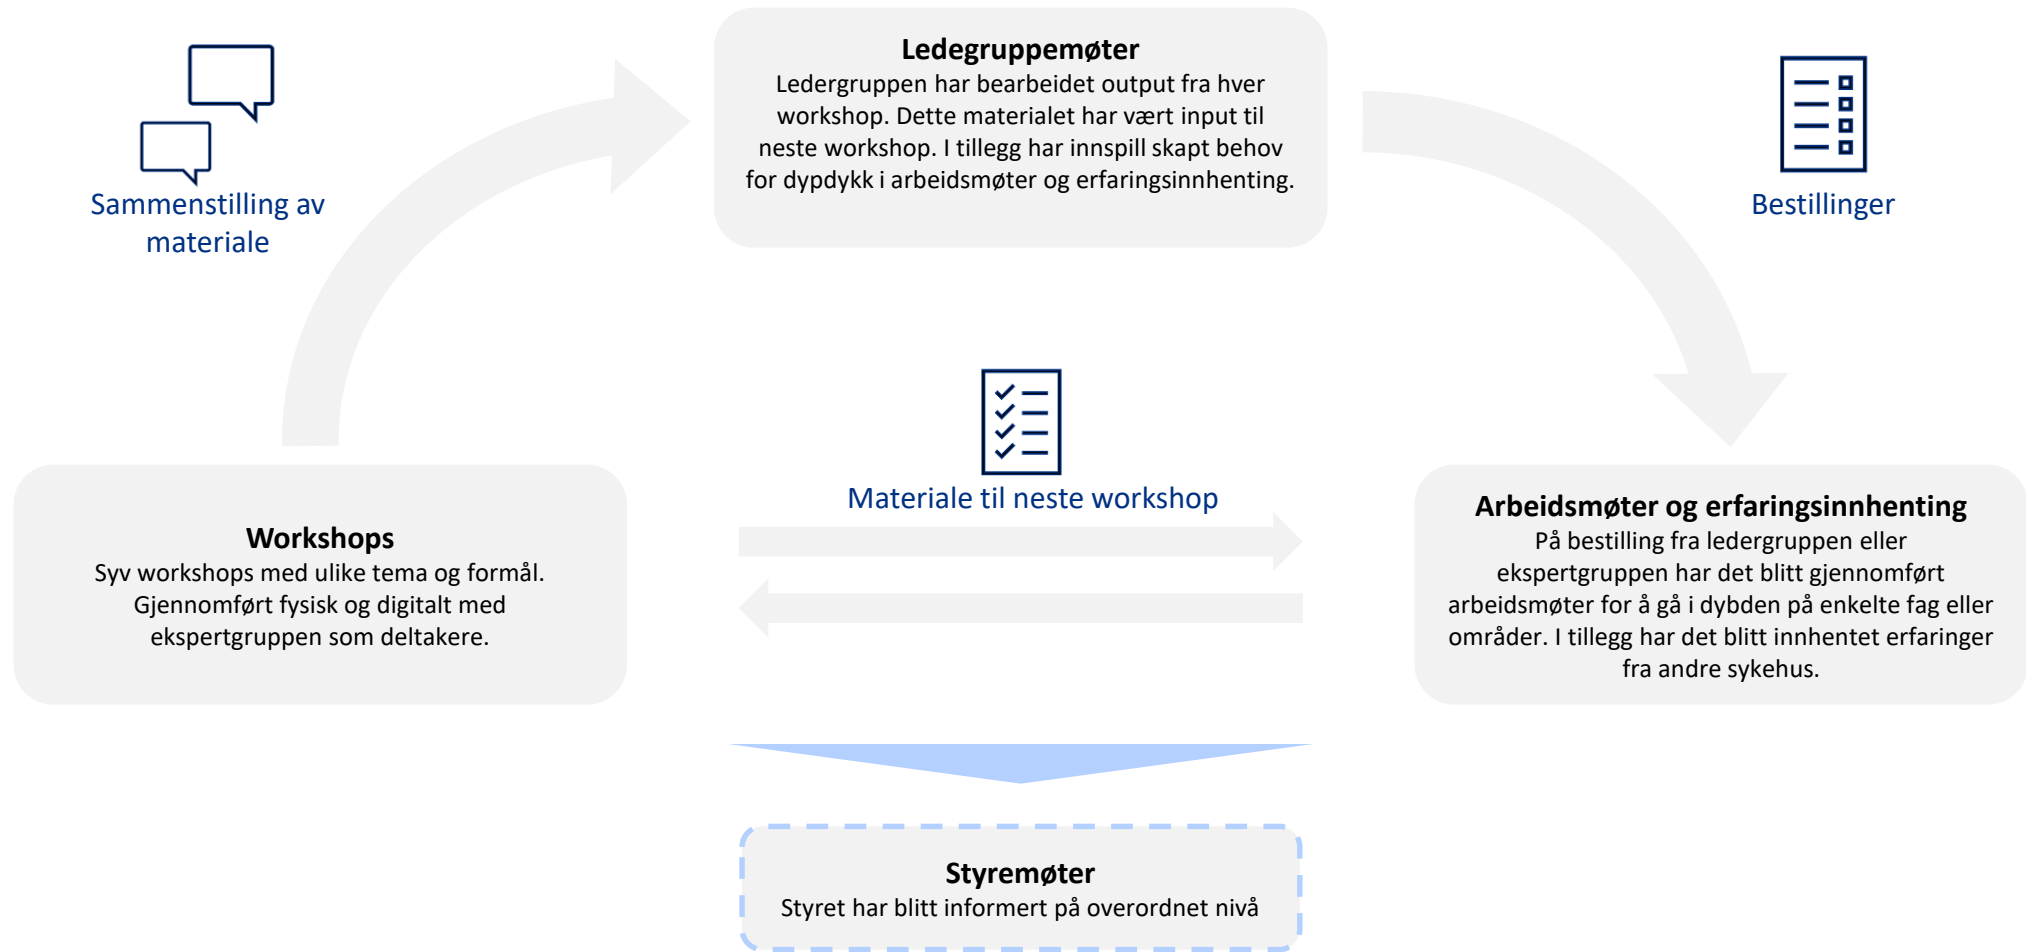 Sammenstilling av
materiale
Ledegruppemøter
Ledergruppen har bearbeidet output fra hver
workshop. Dette materialet har vært input til
neste workshop. I tillegg har innspill skapt behov
for dypdykk i arbeidsmøter og erfaringsinnhenting.
Bestillinger
Workshops
Syv workshops med ulike tema og formål.
Gjennomført fysisk og digitalt med
ekspertgruppen som deltakere.
Materiale til neste workshop
Arbeidsmøter og erfaringsinnhenting
På bestilling fra ledergruppen eller
ekspertgruppen har det blitt gjennomført
arbeidsmøter for å gå i dybden på enkelte fag eller
områder. I tillegg har det blitt innhentet erfaringer
fra andre sykehus.
Styremøter
Styret har blitt informert på overordnet nivå